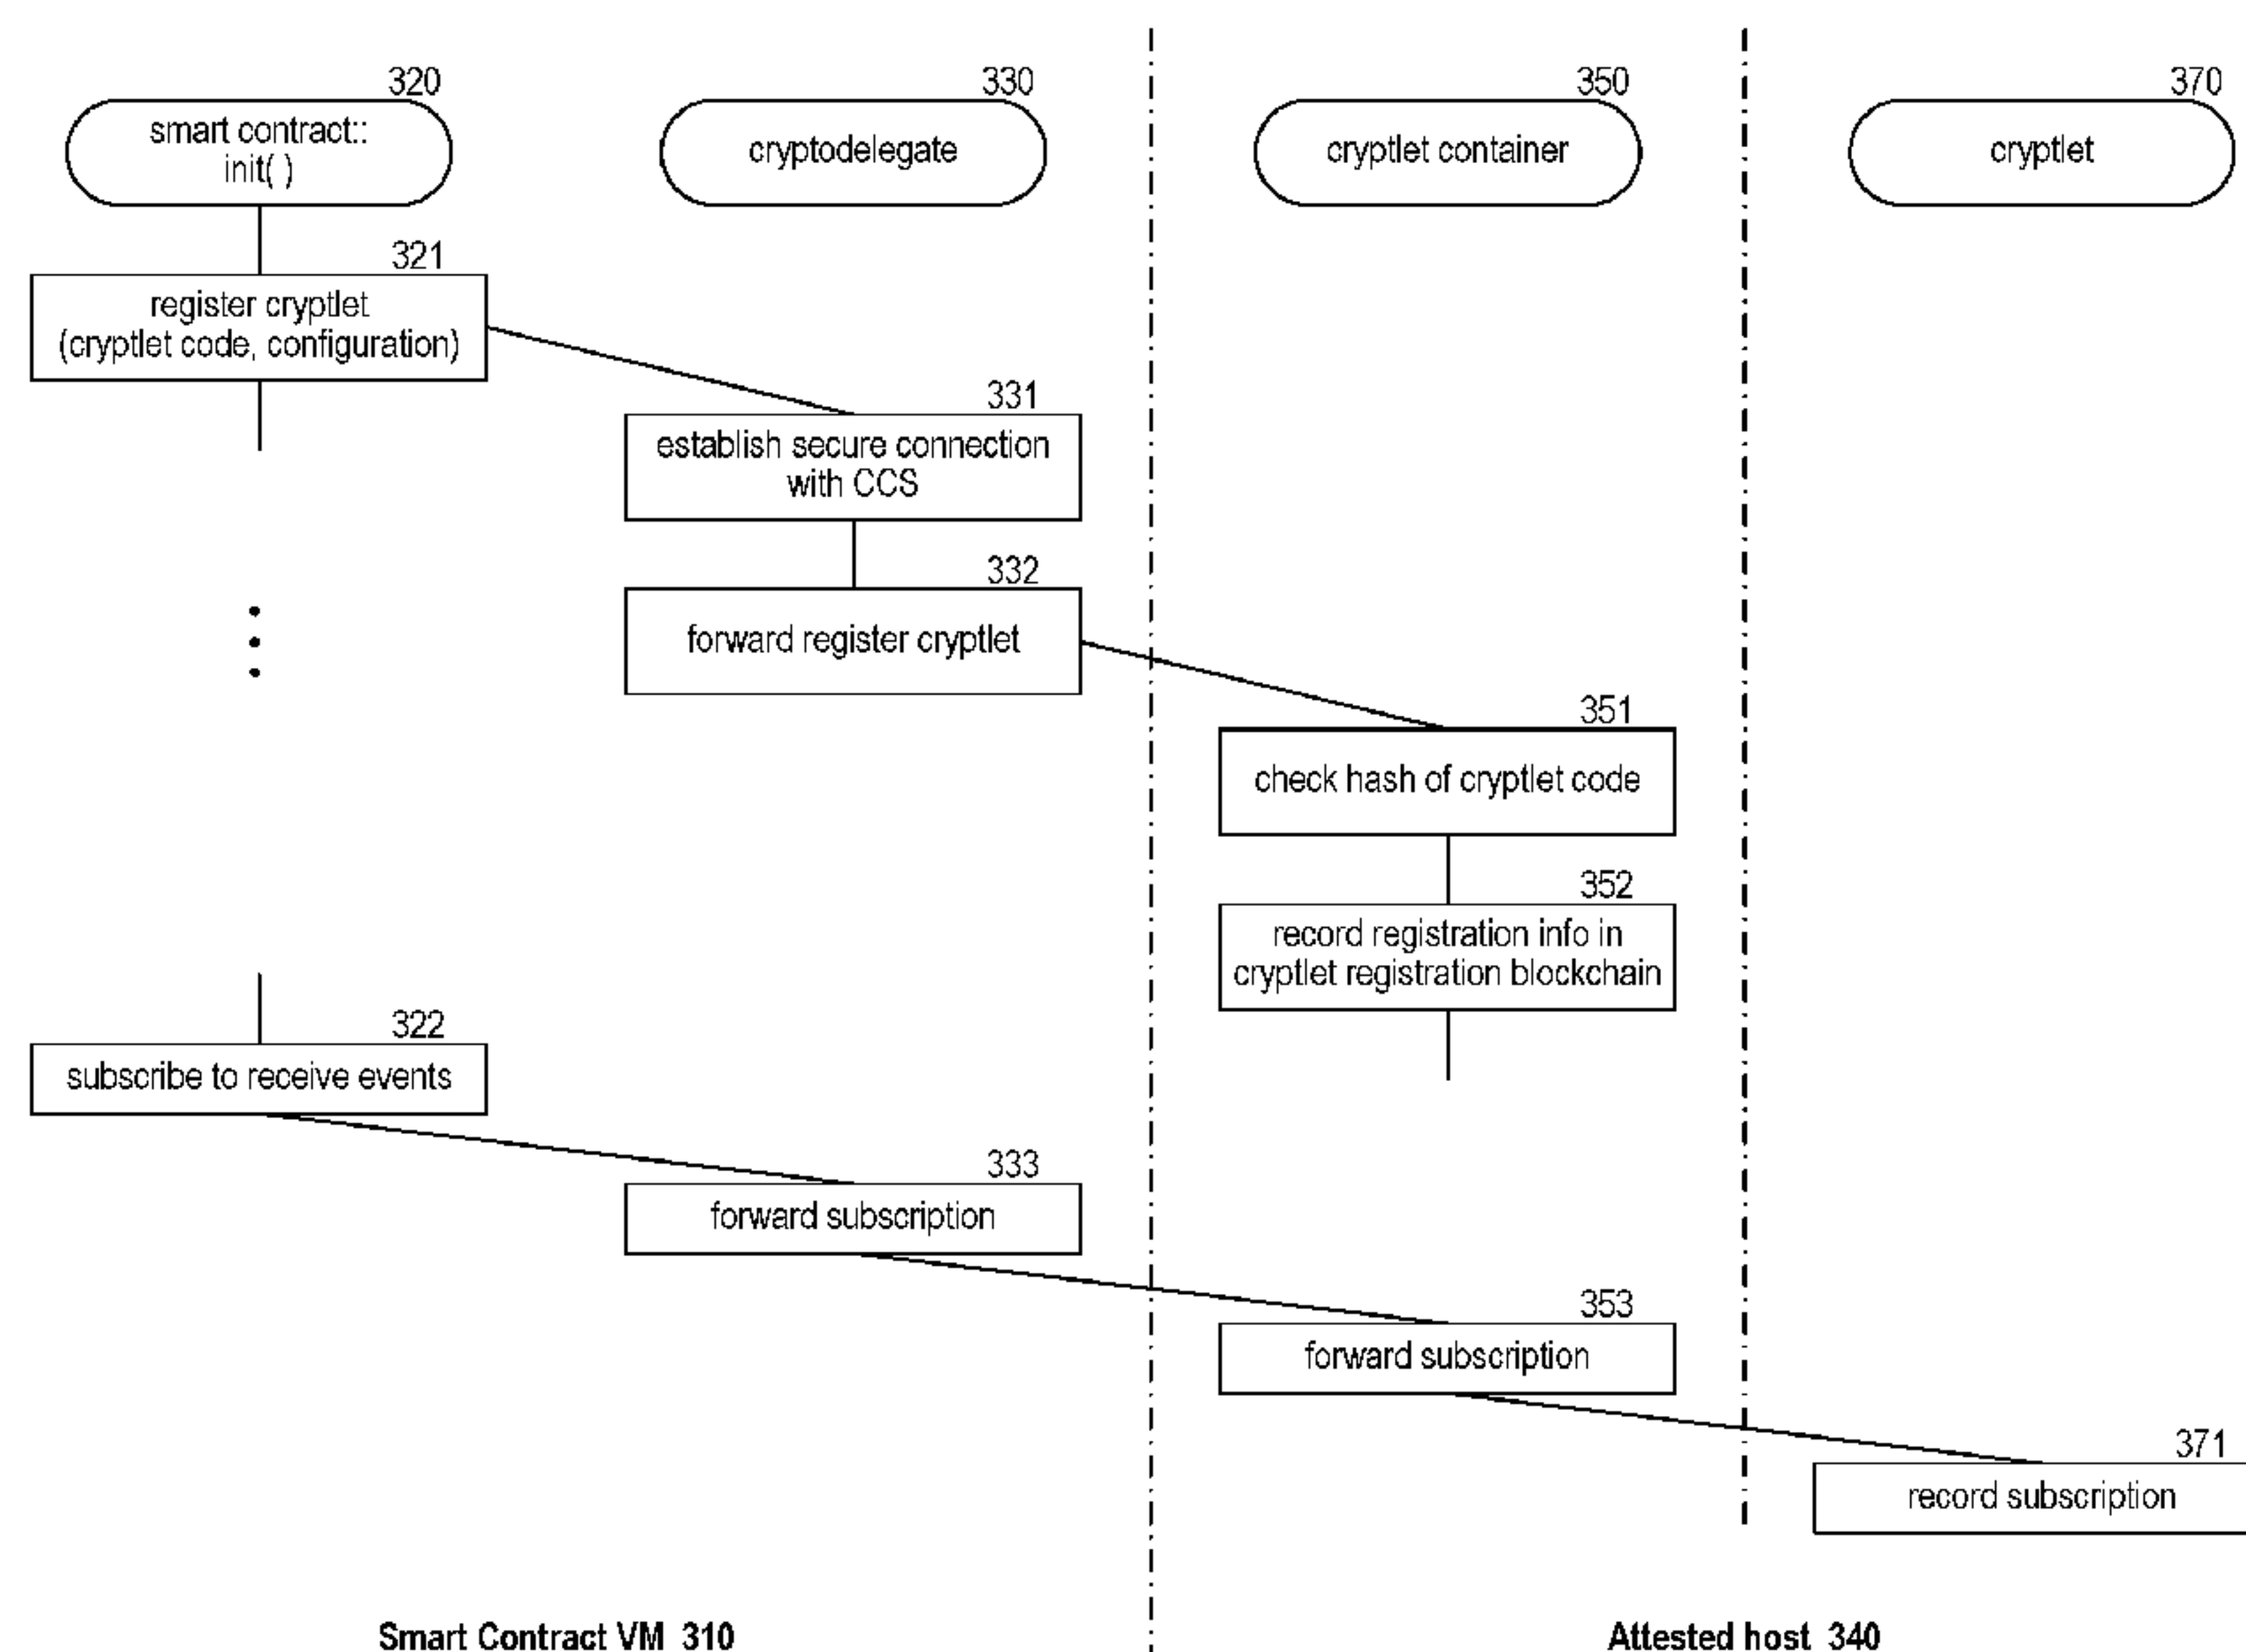 320
smart contract::
init( )
330
cryptodelegate
350
cryptlet container
370
cryptlet
321
register cryptlet
(cryptlet code, configuration)
331
establish secure connection
with CCS
332
forward register cryptlet
351
check hash of cryptlet code
352
record registration info in
cryptlet registration blockchain
322
subscribe to receive events
333
forward subscription
353
forward subscription
371
record subscription
Smart Contract VM 310
Attested host 340